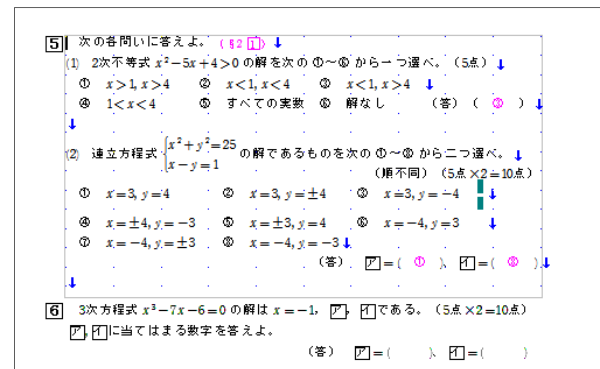 5 次の各問いに答えよ。(§2 1) ↓
(1) 2次不等式 x²−5x+4>0 の解を次の ①～⑥ から一つ選べ。(5点) ↓
① x>1, x>4 ② x<1, x<4 ③ x<1, x>4 ↓
④ 1<x<4 ⑤ すべての実数 ⑥ 解なし (答) ( ③ ) ↓
↓
(2) 連立方程式 {x²+y²=25
x−y=1 の解であるものを次の ①～⑧ から二つ選べ。↓
(順不同) (5点×2=10点)
① x=3, y=4 ② x=3, y=±4 ③ x=3, y=−4 ↓
④ x=±4, y=−3 ⑤ x=±3, y=4 ⑥ x=−4, y=3 ↓
⑦ x=−4, y=±3 ⑧ x=−4, y=−3 ↓
(答) ア=( ① ), イ=( ⑧ ) ↓
↓
6 3次方程式 x³−7x−6=0 の解は x=−1, ア, イである。(5点×2=10点)
ア, イに当てはまる数字を答えよ。
(答) ア=( ), イ=( )